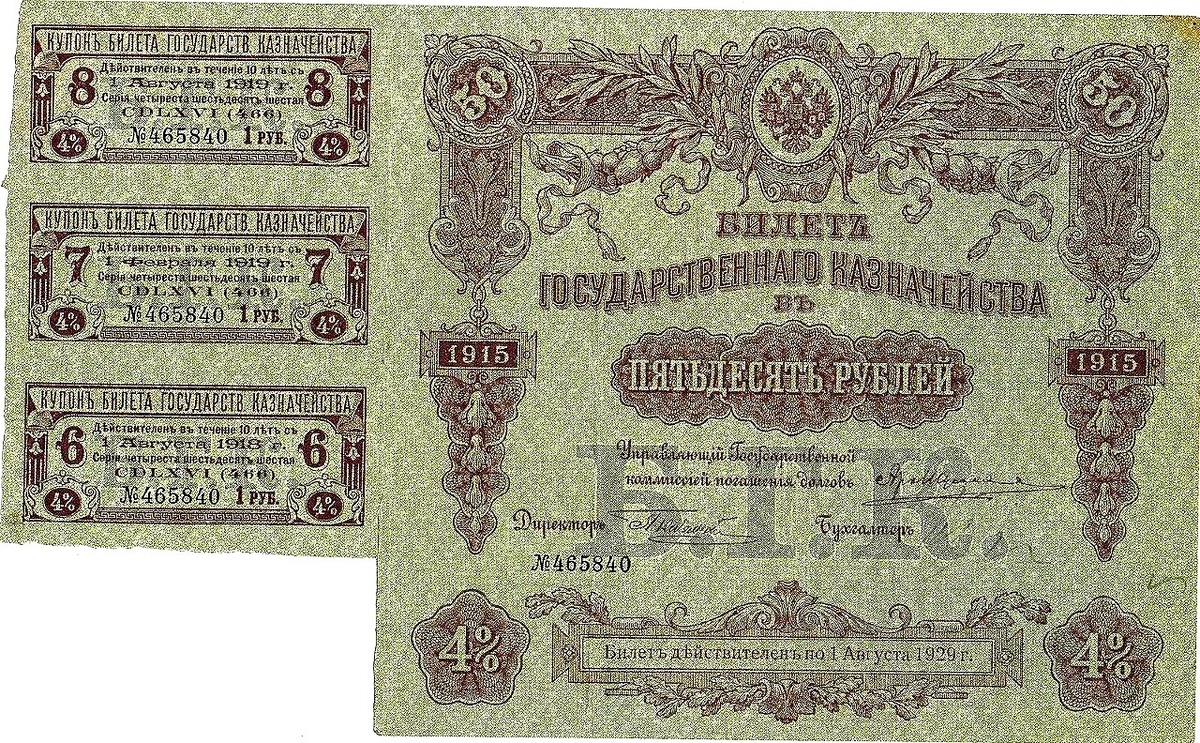 КУПОНЪ БИЛЕТА ГОСУДАРСТВ. КАЗНАЧЕЙСТВА
8 Дѣйствителенъ въ теченіе 10 лѣтъ съ 8
1 Августа 1919 г.
Серія четыреста шестьдесятъ шестая
CDLXVI (466)
4% №465840 1 РУБ. 4%
КУПОНЪ БИЛЕТА ГОСУДАРСТВ. КАЗНАЧЕЙСТВА
7 Дѣйствителенъ въ теченіе 10 лѣтъ съ 7
1 Февраля 1919 г.
Серія четыреста шестьдесятъ шестая
CDLXVI (466)
4% №465840 1 РУБ. 4%
КУПОНЪ БИЛЕТА ГОСУДАРСТВ. КАЗНАЧЕЙСТВА
6 Дѣйствителенъ въ теченіе 10 лѣтъ съ 6
1 Августа 1918 г.
Серія четыреста шестьдесятъ шестая
CDLXVI (466)
4% №465840 1 РУБ. 4%
50 50
БИЛЕТЪ
ГОСУДАРСТВЕННАГО КАЗНАЧЕЙСТВА
ВЪ
1915 1915
ПЯТЬДЕСЯТЪ РУБЛЕЙ
Управляющій Государственной
коммиссіей погашенія долговъ
Директоръ Бухгалтеръ
№465840
4% 4%
Билетъ дѣйствителенъ по 1 Августа 1929 г.